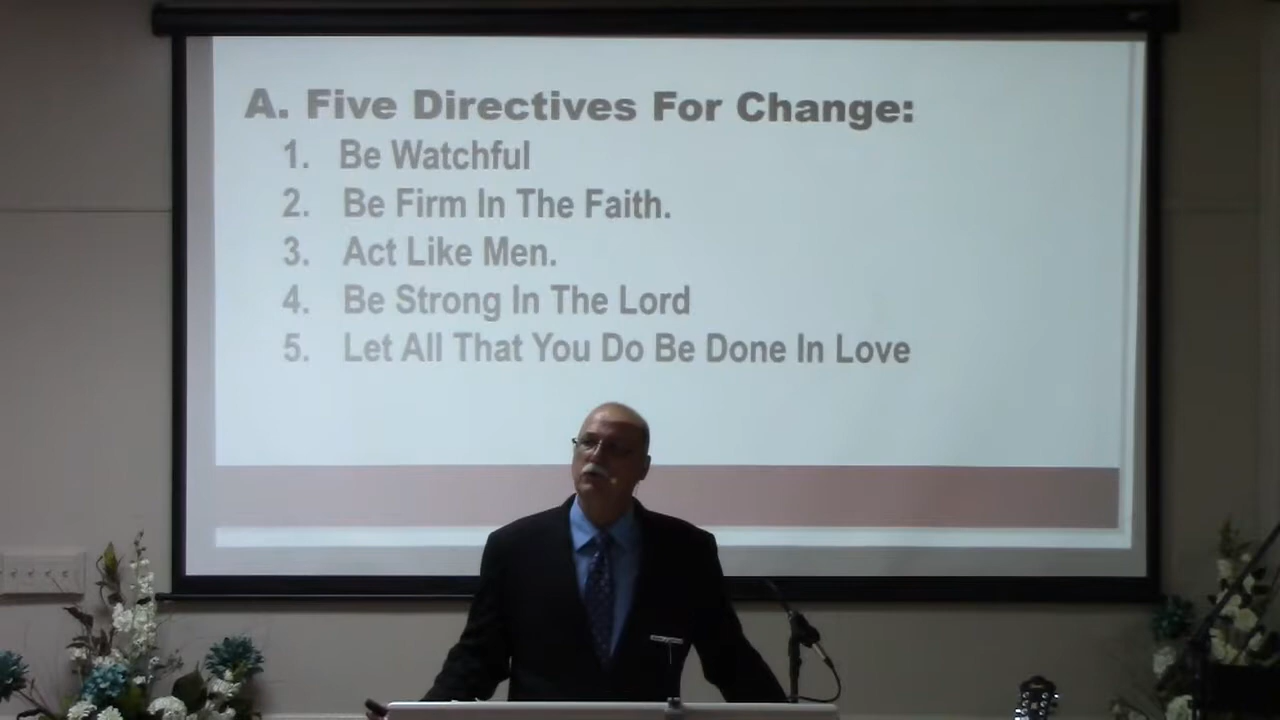 A. Five Directives For Change:
1. Be Watchful
2. Be Firm In The Faith.
3. Act Like Men.
4. Be Strong In The Lord
5. Let All That You Do Be Done In Love